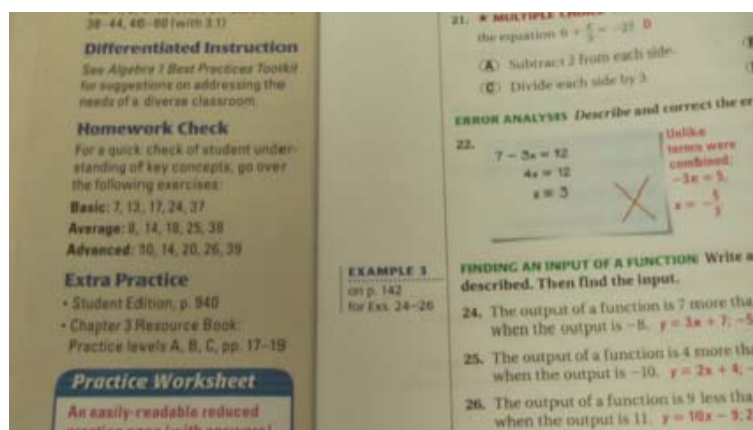 38–44, 46–60 (with 3.1)
Differentiated Instruction
See Algebra 1 Best Practices Toolkit
for suggestions on addressing the
needs of a diverse classroom.
Homework Check
For a quick check of student under-
standing of key concepts, go over
the following exercises:
Basic: 7, 13, 17, 24, 37
Average: 8, 14, 18, 25, 38
Advanced: 10, 14, 20, 26, 39
Extra Practice
• Student Edition, p. 940
• Chapter 3 Resource Book:
Practice levels A, B, C, pp. 17–19
Practice Worksheet
An easily-readable reduced
EXAMPLE 3
on p. 142
for Exs. 24–26
21. ★ MULTIPLE
the equation
A Subtract 2 from each side.
C Divide each side by 3.
ERROR ANALYSIS Describe and correct the
22.
7 − 3x = 12
4x = 12
x = 3
Unlike
terms were
combined;
−3x = 5,
FINDING AN INPUT OF A FUNCTION Write
described. Then find the input.
24. The output of a function is 7 more
when the output is −8. y = 3x + 7; −5
25. The output of a function is 4 more
when the output is −10. y = 2x + 4;
26. The output of a function is 9 less
when the output is 11. y = 10x − 9; 2